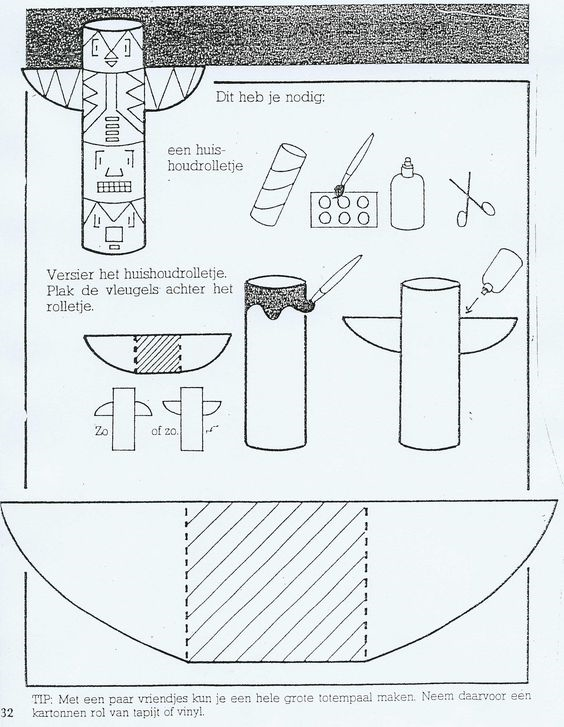 Dit heb je nodig:
een huis-
houdrolletje
Versier het huishoudrolletje.
Plak de vleugels achter het
rolletje.
Zo
of zo.
TIP: Met een paar vriendjes kun je een hele grote totempaal maken. Neem daarvoor een
32 kartonnen rol van tapijt of vinyl.